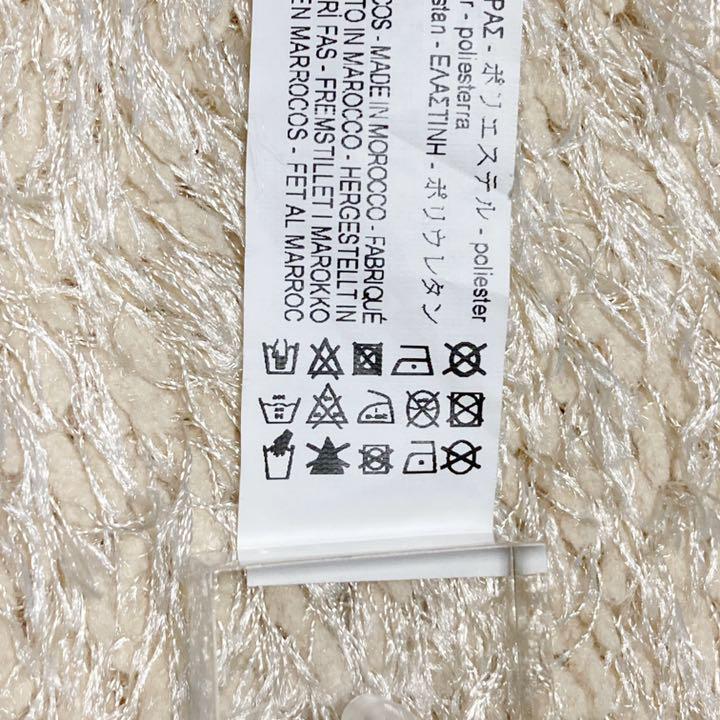 ΡΑΣ - ポリエステル - poliester
r - poliesterra
stan - ΕΛΑΣΤΙΝΗ - ポリウレタン
COS - MADE IN MOROCCO - FABRIQUÉ
TO IN MAROCCO - HERGESTELLT IN
RI FAS - FREMSTILLET I MAROKKO
EN MARROCOS - FET AL MARROC